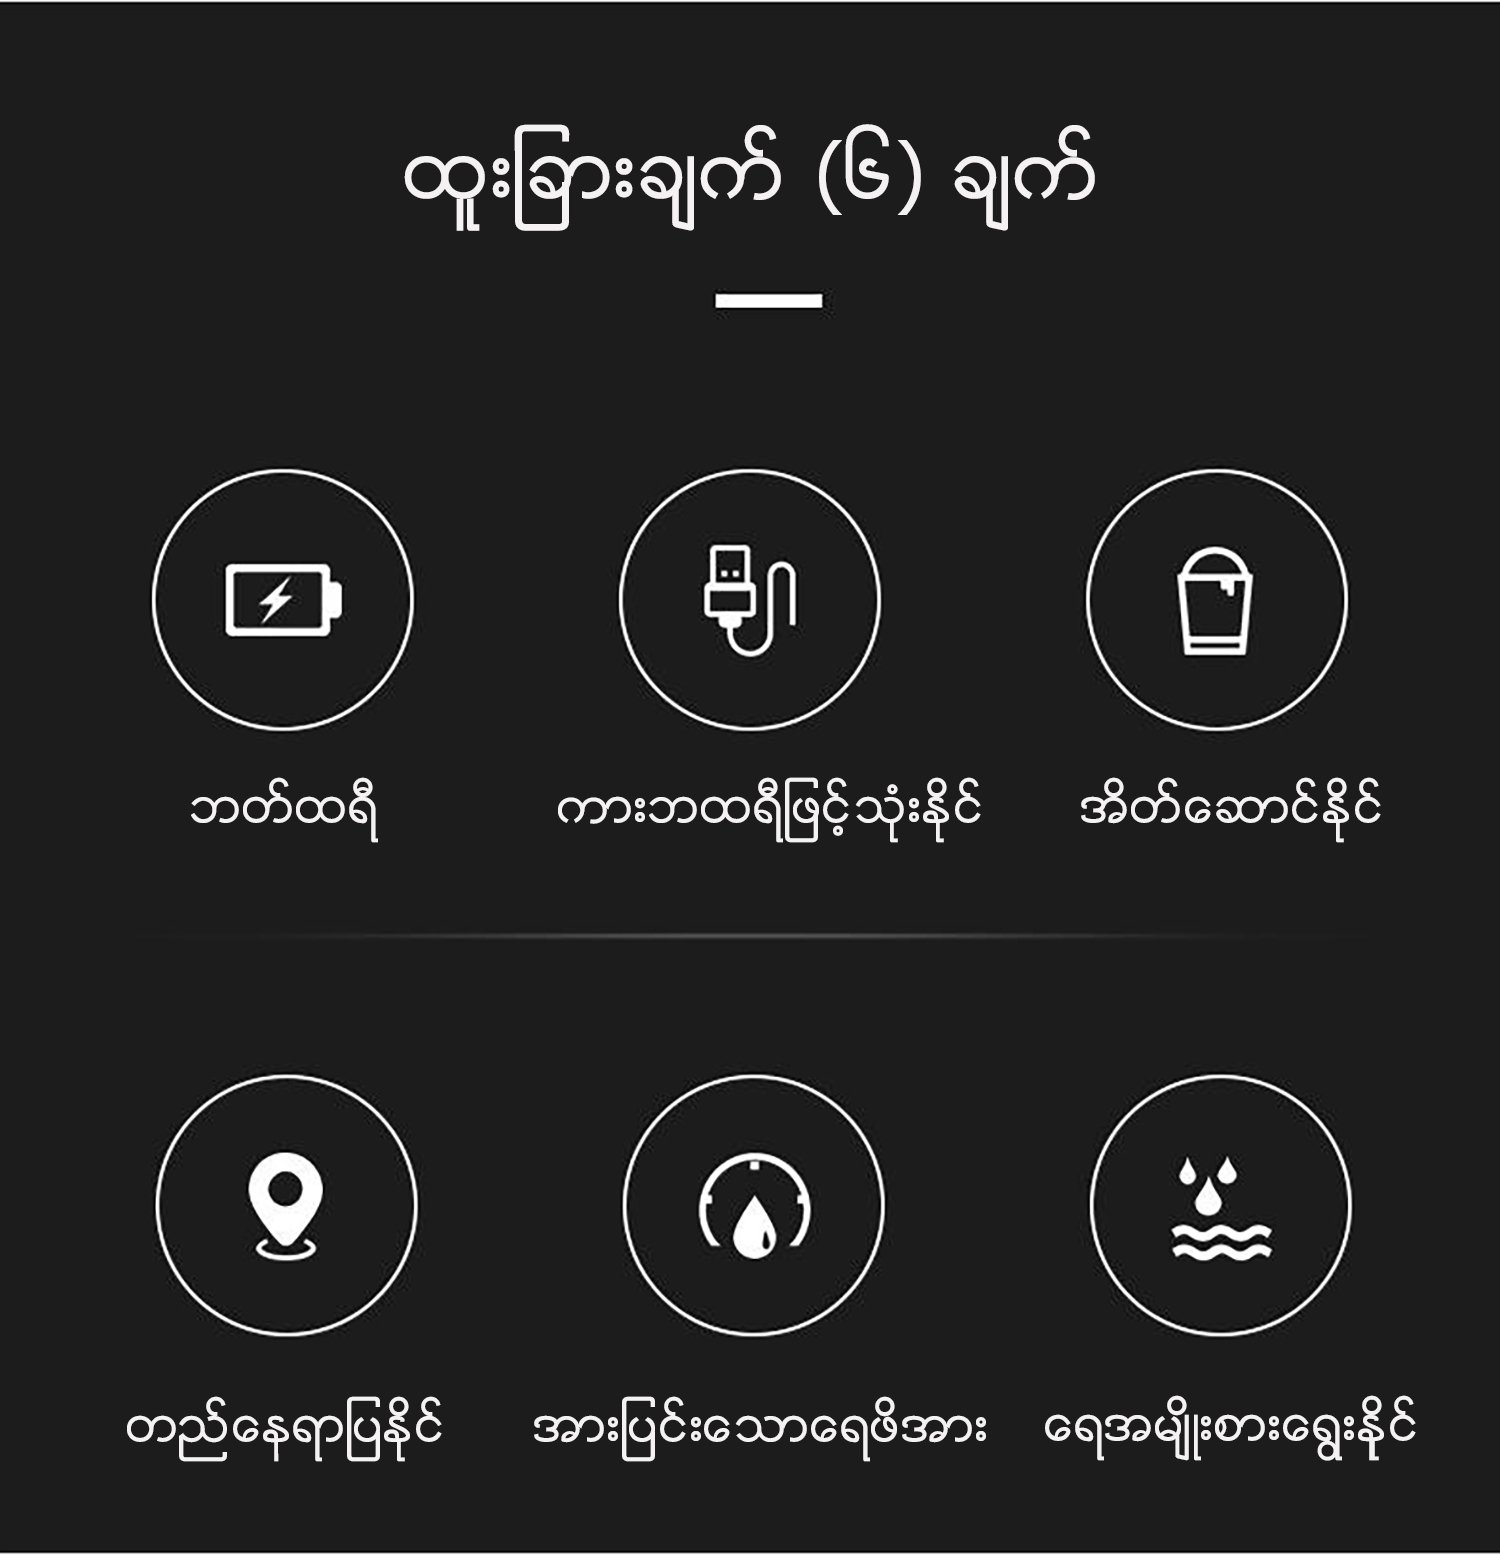 ထူးခြားချက် (၆) ချက်
ဘတ်ထရီ
ကားဘထရီဖြင့်သုံးနိုင်
အိတ်ဆောင်နိုင်
တည်နေရာပြနိုင်
အားပြင်းသောရေဖိအား
ရေအမျိုးစားရွေးနိုင်